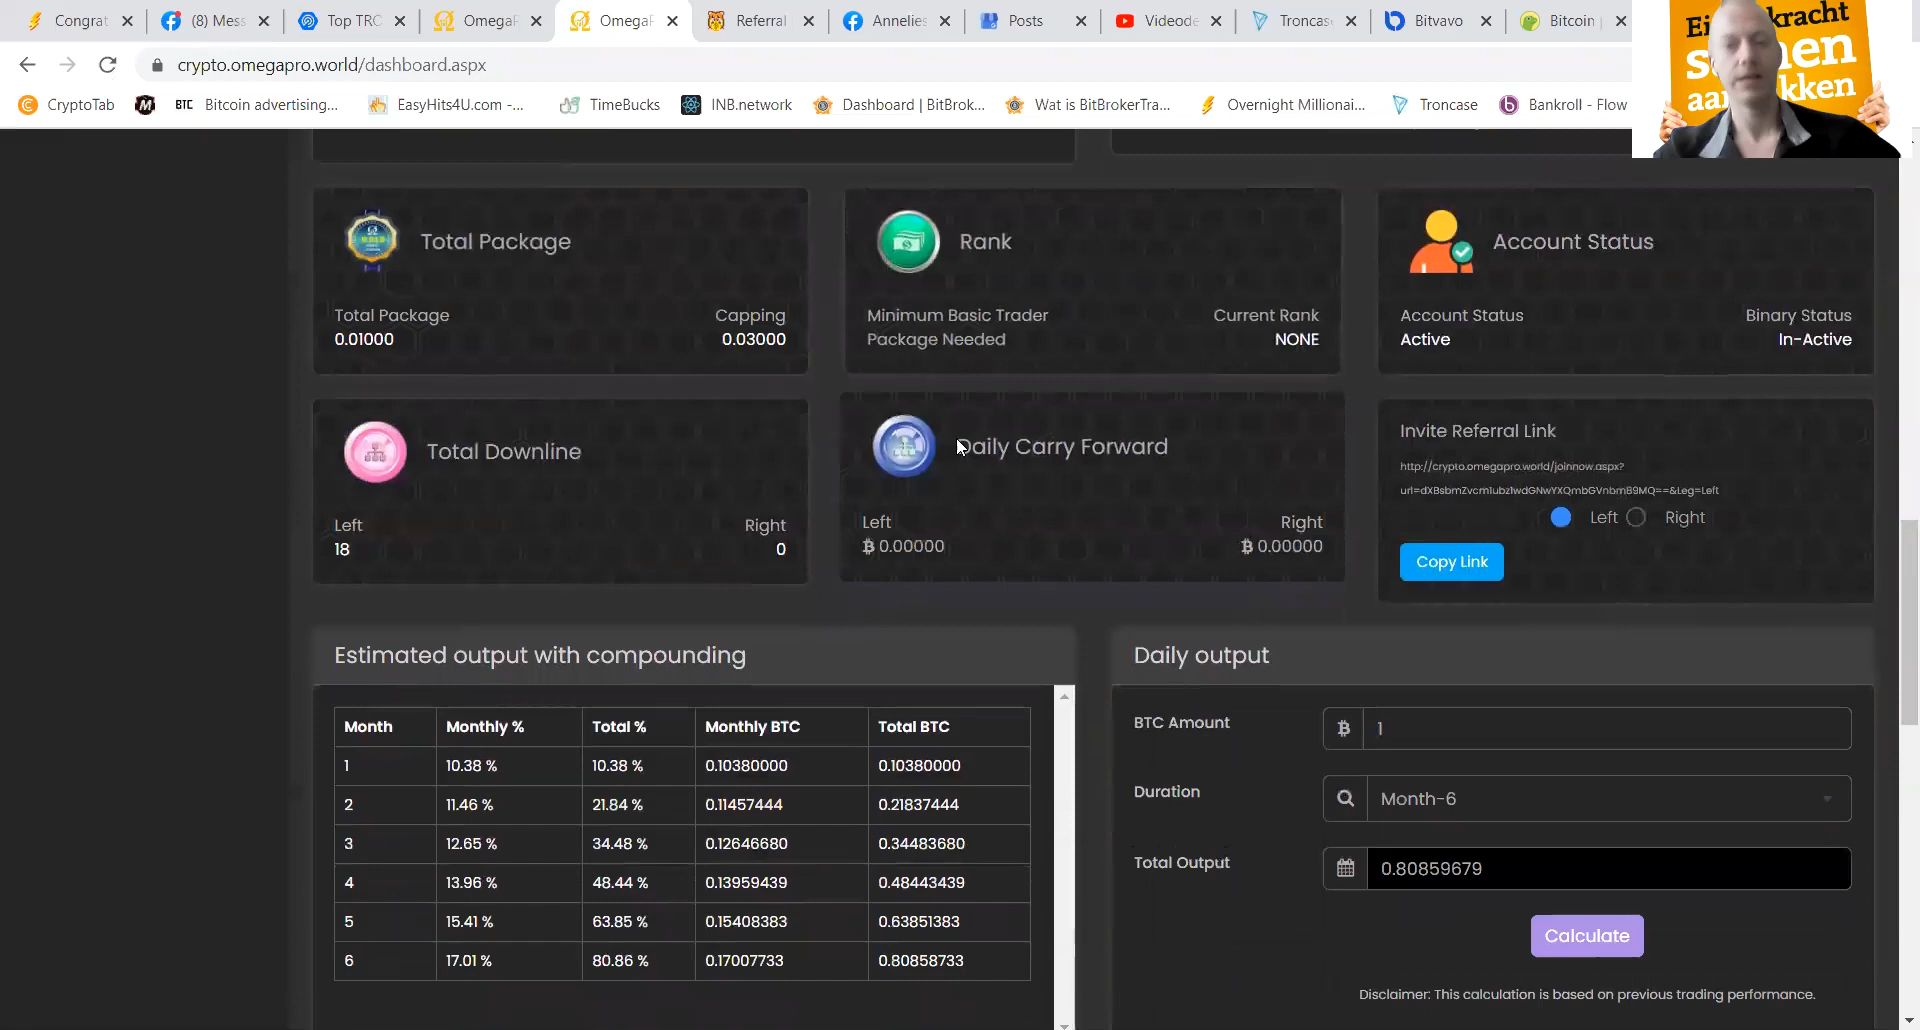 Congrat
(8) Mess
Top TRC
OmegaP
OmegaP
Referral
Annelies
Posts
Videode
Troncase
Bitvavo
Bitcoin
crypto.omegapro.world/dashboard.aspx
CryptoTab
BTC Bitcoin advertising...
EasyHits4U.com -...
TimeBucks
INB.network
Dashboard | BitBrok...
Wat is BitBrokerTra...
Overnight Millionai...
Troncase
Bankroll - Flow
Total Package
Total Package Capping
0.01000 0.03000
Rank
Minimum Basic Trader Current Rank
Package Needed NONE
Account Status
Account Status Binary Status
Active In-Active
Total Downline
Left Right
18 0
Daily Carry Forward
Left Right
0.00000 0.00000
Invite Referral Link
http://crypto.omegapro.world/joinnow.aspx?
Left Right
Copy Link
Estimated output with compounding
Month Monthly % Total % Monthly BTC Total BTC
1 10.38 % 10.38 % 0.10380000 0.10380000
2 11.46 % 21.84 % 0.11457444 0.21837444
3 12.65 % 34.48 % 0.12646680 0.34483680
4 13.96 % 48.44 % 0.13959439 0.48443439
5 15.41 % 63.85 % 0.15408383 0.63851383
6 17.01 % 80.86 % 0.17007733 0.80858733
Daily output
BTC Amount 1
Duration Month-6
Total Output 0.80859679
Calculate
Disclaimer: This calculation is based on previous trading performance.